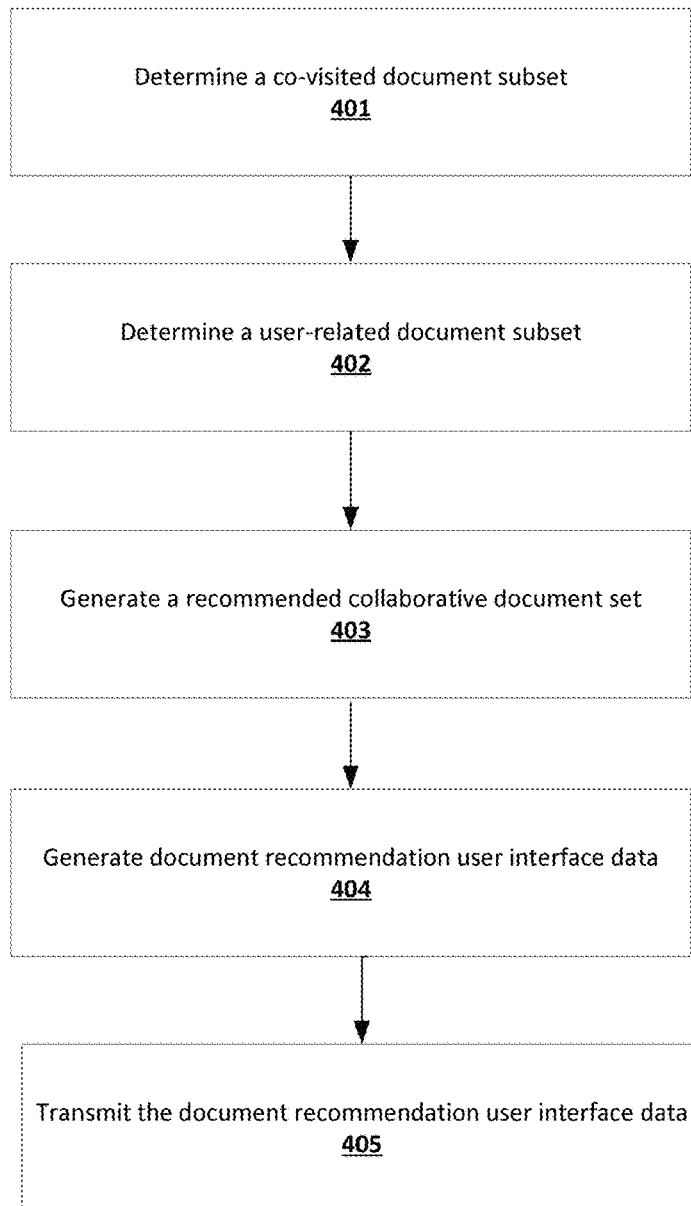 Determine a co-visited document subset
401
Determine a user-related document subset
402
Generate a recommended collaborative document set
403
Generate document recommendation user interface data
404
Transmit the document recommendation user interface data
405